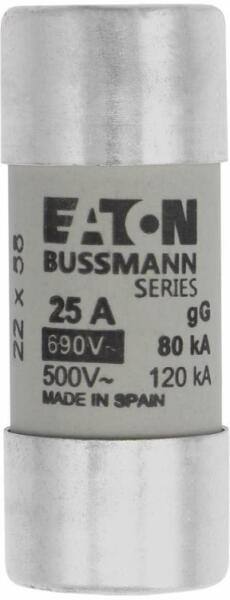 EATON
BUSSMANN
SERIES
25 A gG
690V~ 80 kA
500V~ 120 kA
MADE IN SPAIN
22 x 58